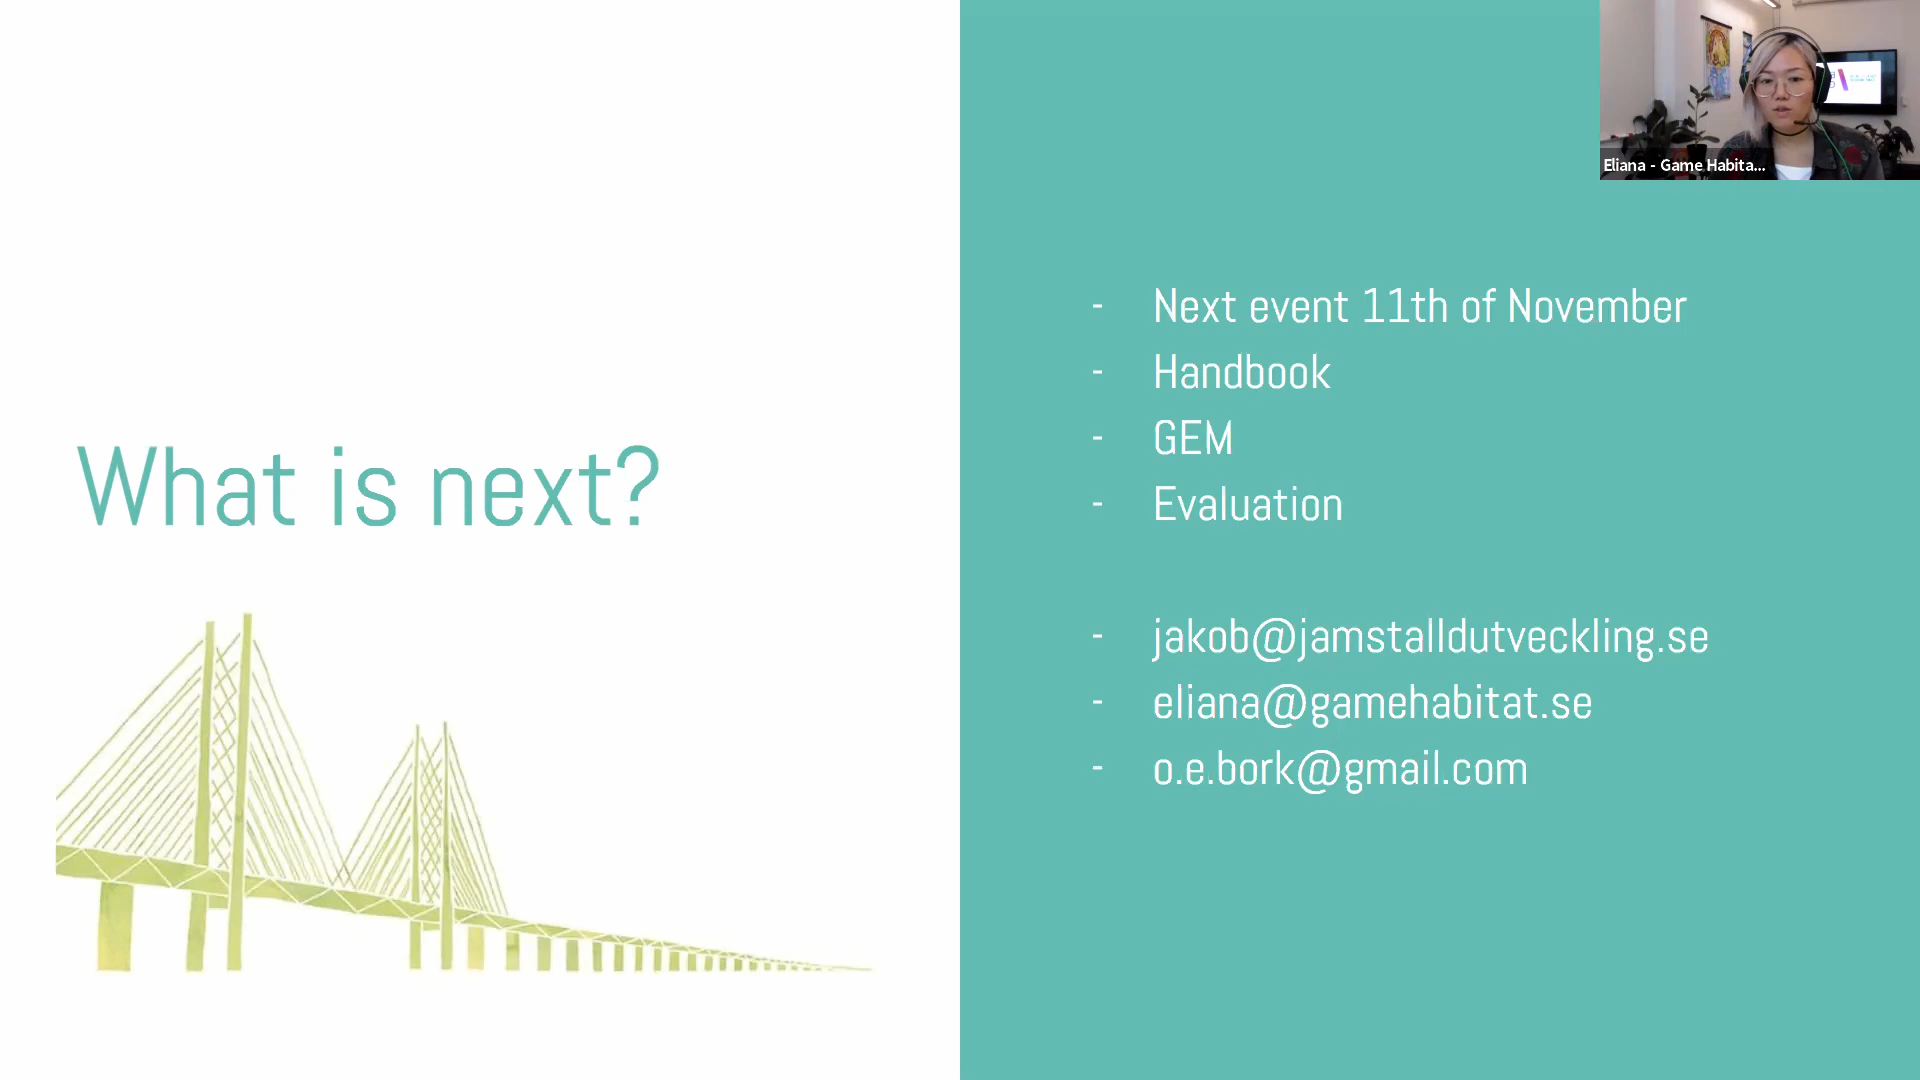 What is next?
- Next event 11th of November
- Handbook
- GEM
- Evaluation
- jakob@jamstalldutveckling.se
- eliana@gamehabitat.se
- o.e.bork@gmail.com
Eliana - Game Habita...